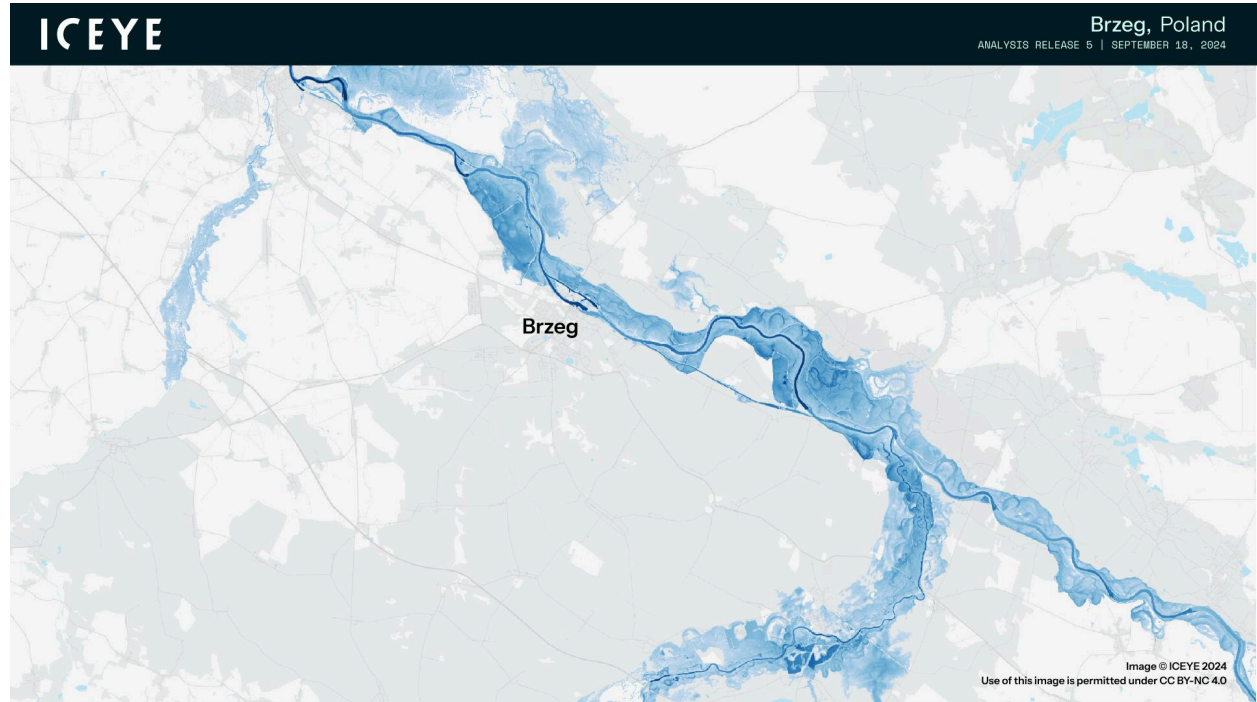 ICEYE
Brzeg, Poland
ANALYSIS RELEASE 5 | SEPTEMBER 18, 2024
Brzeg
Image © ICEYE 2024
Use of this image is permitted under CC BY-NC 4.0